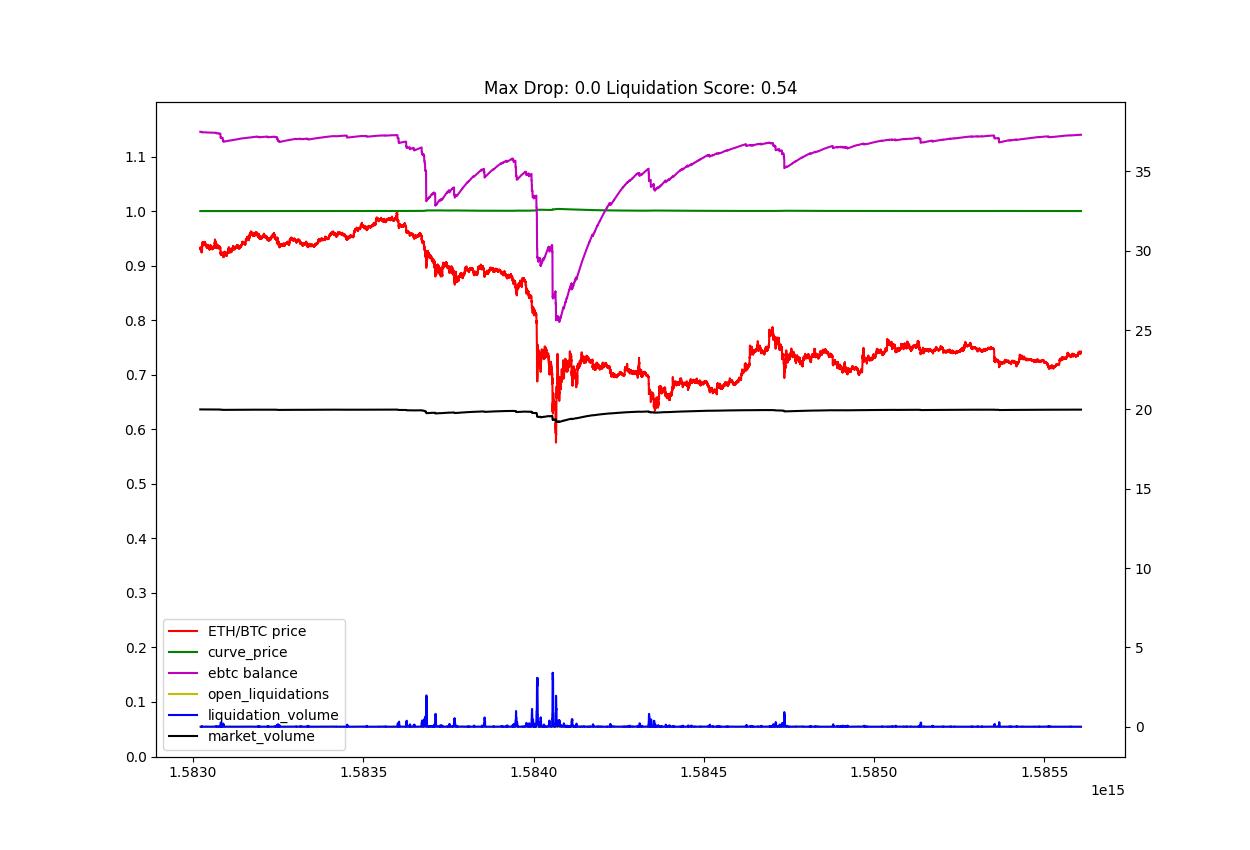 Max Drop: 0.0 Liquidation Score: 0.54
1.1
1.0
0.9
0.8
0.7
0.6
0.5
0.4
0.3
0.2
0.1
0.0
35
30
25
20
15
10
5
0
ETH/BTC price
curve_price
ebtc balance
open_liquidations
liquidation_volume
market_volume
1.5830 1.5835 1.5840 1.5845 1.5850 1.5855
1e15